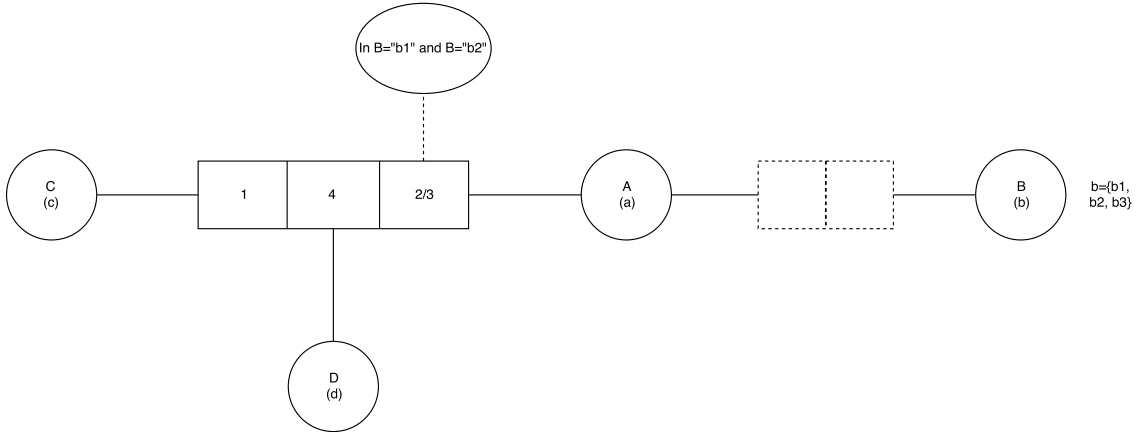 In B="b1" and B="b2"
C
(c)
1
4
2/3
A
(a)
B
(b)
b={b1,
b2, b3}
D
(d)